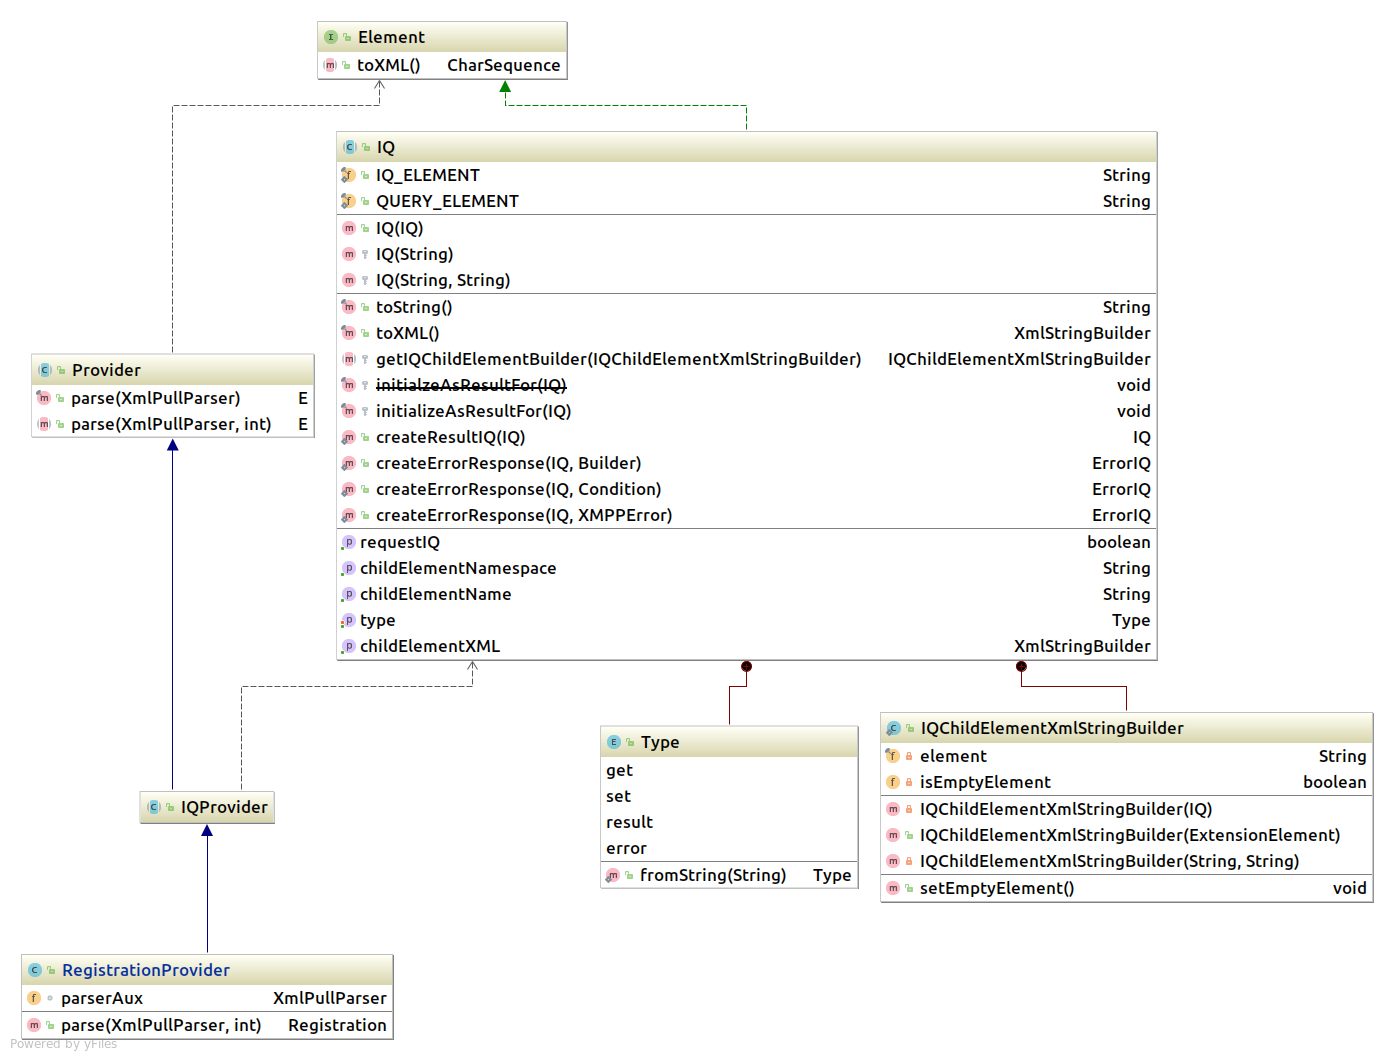 Element
toXML() CharSequence
IQ
IQ_ELEMENT String
QUERY_ELEMENT String
IQ(IQ)
IQ(String)
IQ(String, String)
toString() String
toXML() XmlStringBuilder
getIQChildElementBuilder(IQChildElementXmlStringBuilder) IQChildElementXmlStringBuilder
initialzeAsResultFor(IQ) void
initializeAsResultFor(IQ) void
createResultIQ(IQ) IQ
createErrorResponse(IQ, Builder) ErrorIQ
createErrorResponse(IQ, Condition) ErrorIQ
createErrorResponse(IQ, XMPPError) ErrorIQ
requestIQ boolean
childElementNamespace String
childElementName String
type Type
childElementXML XmlStringBuilder
Provider
parse(XmlPullParser) E
parse(XmlPullParser, int) E
IQProvider
Type
get
set
result
error
fromString(String) Type
IQChildElementXmlStringBuilder
element String
isEmptyElement boolean
IQChildElementXmlStringBuilder(IQ)
IQChildElementXmlStringBuilder(ExtensionElement)
IQChildElementXmlStringBuilder(String, String)
setEmptyElement() void
RegistrationProvider
parserAux XmlPullParser
parse(XmlPullParser, int) Registration
Powered by yFiles